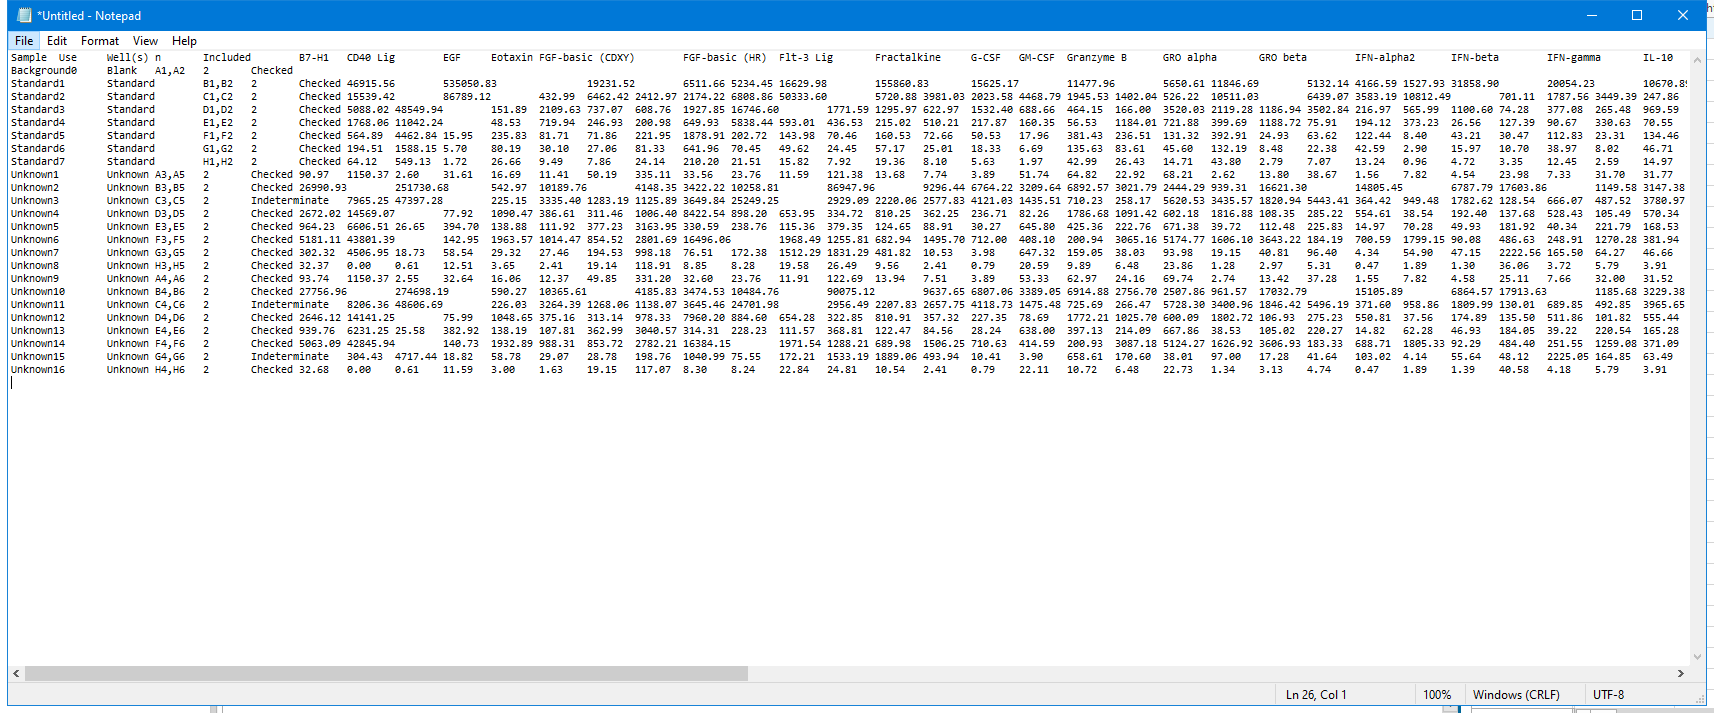 *Untitled - Notepad
File Edit Format View Help
Sample Use Well(s) n Included B7-H1 CD40 Lig EGF Eotaxin FGF-basic (CDXY) FGF-basic (HR) Flt-3 Lig Fractalkine G-CSF GM-CSF Granzyme B GRO alpha GRO beta IFN-alpha2 IFN-beta IFN-gamma IL-10
Background0 Blank A1,A2 2 Checked
Standard1 Standard B1,B2 2 Checked 46915.56 535050.83 19231.52 6511.66 5234.45 16629.98 155860.83 15625.17 11477.96 5650.61 11846.69 5132.14 4166.59 1527.93 31858.90 20054.23 10670.89
Standard2 Standard C1,C2 2 Checked 15539.42 86789.12 432.99 6462.42 2412.97 2174.22 6808.86 50333.60 5720.88 3981.03 2023.58 4468.79 1945.53 1402.04 526.22 10511.03 6439.07 3583.19 10812.49 701.11 1787.56 3449.39 247.86
Standard3 Standard D1,D2 2 Checked 5088.02 48549.94 151.89 2109.63 737.07 608.76 1927.85 16746.60 1771.59 1295.97 622.97 1532.40 688.66 464.15 166.00 3520.03 2119.28 1186.94 3502.84 216.97 565.99 1100.60 74.28 377.08 265.48 969.59
Standard4 Standard E1,E2 2 Checked 1768.06 11042.24 48.53 719.94 246.93 200.98 649.93 5838.44 593.01 436.53 215.02 510.21 217.87 160.35 56.53 1184.01 721.88 399.69 1188.72 75.91 194.12 373.23 26.56 127.39 90.67 330.63 70.55
Standard5 Standard F1,F2 2 Checked 564.89 4462.84 15.95 235.83 81.71 71.86 221.95 1878.91 202.72 143.98 70.46 160.53 72.66 50.53 17.96 381.43 236.51 131.32 392.91 24.93 63.62 122.44 8.40 43.21 30.47 112.83 23.31 134.46
Standard6 Standard G1,G2 2 Checked 194.51 1588.15 5.70 80.19 30.10 27.06 81.33 641.96 70.45 49.62 24.45 57.17 25.01 18.33 6.69 135.63 83.61 45.60 132.19 8.48 22.38 42.59 2.90 15.97 10.70 38.97 8.02 46.71
Standard7 Standard H1,H2 2 Checked 64.12 549.13 1.72 26.66 9.49 7.86 24.14 210.20 21.51 15.82 7.92 19.36 8.10 5.63 1.97 42.99 26.43 14.71 43.80 2.79 7.07 13.24 0.96 4.72 3.35 12.45 2.59 14.97
Unknown1 Unknown A3,A5 2 Checked 90.97 1150.37 2.60 31.61 16.69 11.41 50.19 335.11 33.56 23.76 11.59 121.38 13.68 7.74 3.89 51.74 64.82 22.92 68.21 2.62 13.80 38.67 1.56 7.82 4.54 23.98 7.33 31.70 31.77
Unknown2 Unknown B3,B5 2 Checked 26990.93 251730.68 542.97 10189.76 4148.35 3422.22 10258.81 86947.96 9296.44 6764.22 3209.64 6892.57 3021.79 2444.29 939.31 16621.30 14805.45 6787.79 17603.86 1149.58 3147.38
Unknown3 Unknown C3,C5 2 Indeterminate 7965.25 47397.28 225.15 3335.40 1283.19 1125.89 3649.84 25249.25 2929.09 2220.06 2577.83 4121.03 1435.51 710.23 258.17 5620.53 3435.57 1820.94 5443.41 364.42 949.48 1782.62 128.54 666.07 487.52 3780.97
Unknown4 Unknown D3,D5 2 Checked 2672.02 14569.07 77.92 1090.47 386.61 311.46 1006.40 8422.54 898.20 653.95 334.72 810.25 362.25 236.71 82.26 1786.68 1091.42 602.18 1816.88 108.35 285.22 554.61 38.54 192.40 137.68 528.43 105.49 570.34
Unknown5 Unknown E3,E5 2 Checked 964.23 6606.51 26.65 394.70 138.88 111.92 377.23 3163.95 330.59 238.76 115.36 379.35 124.65 88.91 30.27 645.80 425.36 222.76 671.38 39.72 112.48 225.83 14.97 70.28 49.93 181.92 40.34 221.79 168.53
Unknown6 Unknown F3,F5 2 Checked 5181.11 43801.39 142.95 1963.57 1014.47 854.52 2801.69 16496.06 1968.49 1255.81 682.94 1495.70 712.00 408.10 200.94 3065.16 5174.77 1606.10 3643.22 184.19 700.59 1799.15 90.08 486.63 248.91 1270.28 381.94
Unknown7 Unknown G3,G5 2 Checked 302.32 4506.95 18.73 58.54 29.32 27.46 194.53 998.18 76.51 172.38 1512.29 1831.29 481.82 10.53 3.98 647.32 159.05 38.03 93.98 19.15 40.81 96.40 4.34 54.90 47.15 2222.56 165.50 64.27 46.66
Unknown8 Unknown H3,H5 2 Checked 32.37 0.00 0.61 12.51 3.65 2.41 19.14 118.91 8.85 8.28 19.58 26.49 9.56 2.41 0.79 20.59 9.89 6.48 23.86 1.28 2.97 5.31 0.47 1.89 1.30 36.06 3.72 5.79 3.91
Unknown9 Unknown A4,A6 2 Checked 93.74 1150.37 2.55 32.64 16.06 12.37 49.85 331.20 32.60 23.76 11.91 122.69 13.94 7.51 3.89 53.33 62.97 24.16 69.74 2.74 13.42 37.28 1.55 7.82 4.58 25.11 7.66 32.00 31.52
Unknown10 Unknown B4,B6 2 Checked 27756.96 274698.19 590.27 10365.61 4185.83 3474.53 10484.76 90075.12 9637.65 6807.06 3389.05 6914.88 2756.70 2507.86 961.57 17032.79 15105.89 6864.57 17913.63 1185.68 3229.38
Unknown11 Unknown C4,C6 2 Indeterminate 8206.36 48606.69 226.03 3264.39 1268.06 1138.07 3645.46 24701.98 2956.49 2207.83 2657.75 4118.73 1475.48 725.69 266.47 5728.30 3400.96 1846.42 5496.19 371.60 958.86 1809.99 130.01 689.85 492.85 3965.65
Unknown12 Unknown D4,D6 2 Checked 2646.12 14141.25 75.99 1048.65 375.16 313.14 978.33 7960.20 884.60 654.28 322.85 810.91 357.32 227.35 78.69 1772.21 1025.70 600.09 1802.72 106.93 275.23 550.81 37.56 174.89 135.50 511.86 101.82 555.44
Unknown13 Unknown E4,E6 2 Checked 939.76 6231.25 25.58 382.92 138.19 107.81 362.99 3040.57 314.31 228.23 111.57 368.81 122.47 84.56 28.24 638.00 397.13 214.09 667.86 38.53 105.02 220.27 14.82 62.28 46.93 184.05 39.22 220.54 165.28
Unknown14 Unknown F4,F6 2 Checked 5063.09 42845.94 140.73 1932.89 988.31 853.72 2782.21 16384.15 1971.54 1288.21 689.98 1506.25 710.63 414.59 200.93 3087.18 5124.27 1626.92 3606.93 183.33 688.71 1805.33 92.29 484.40 251.55 1259.08 371.09
Unknown15 Unknown G4,G6 2 Indeterminate 304.43 4717.44 18.82 58.78 29.07 28.78 198.76 1040.99 75.55 172.21 1533.19 1889.06 493.94 10.41 3.90 658.61 170.60 38.01 97.00 17.28 41.64 103.02 4.14 55.64 48.12 2225.05 164.85 63.49
Unknown16 Unknown H4,H6 2 Checked 32.68 0.00 0.61 11.59 3.00 1.63 19.15 117.07 8.30 8.24 22.84 24.81 10.54 2.41 0.79 22.11 10.72 6.48 22.73 1.34 3.13 4.74 0.47 1.89 1.39 40.58 4.18 5.79 3.91
Ln 26, Col 1 100% Windows (CRLF) UTF-8